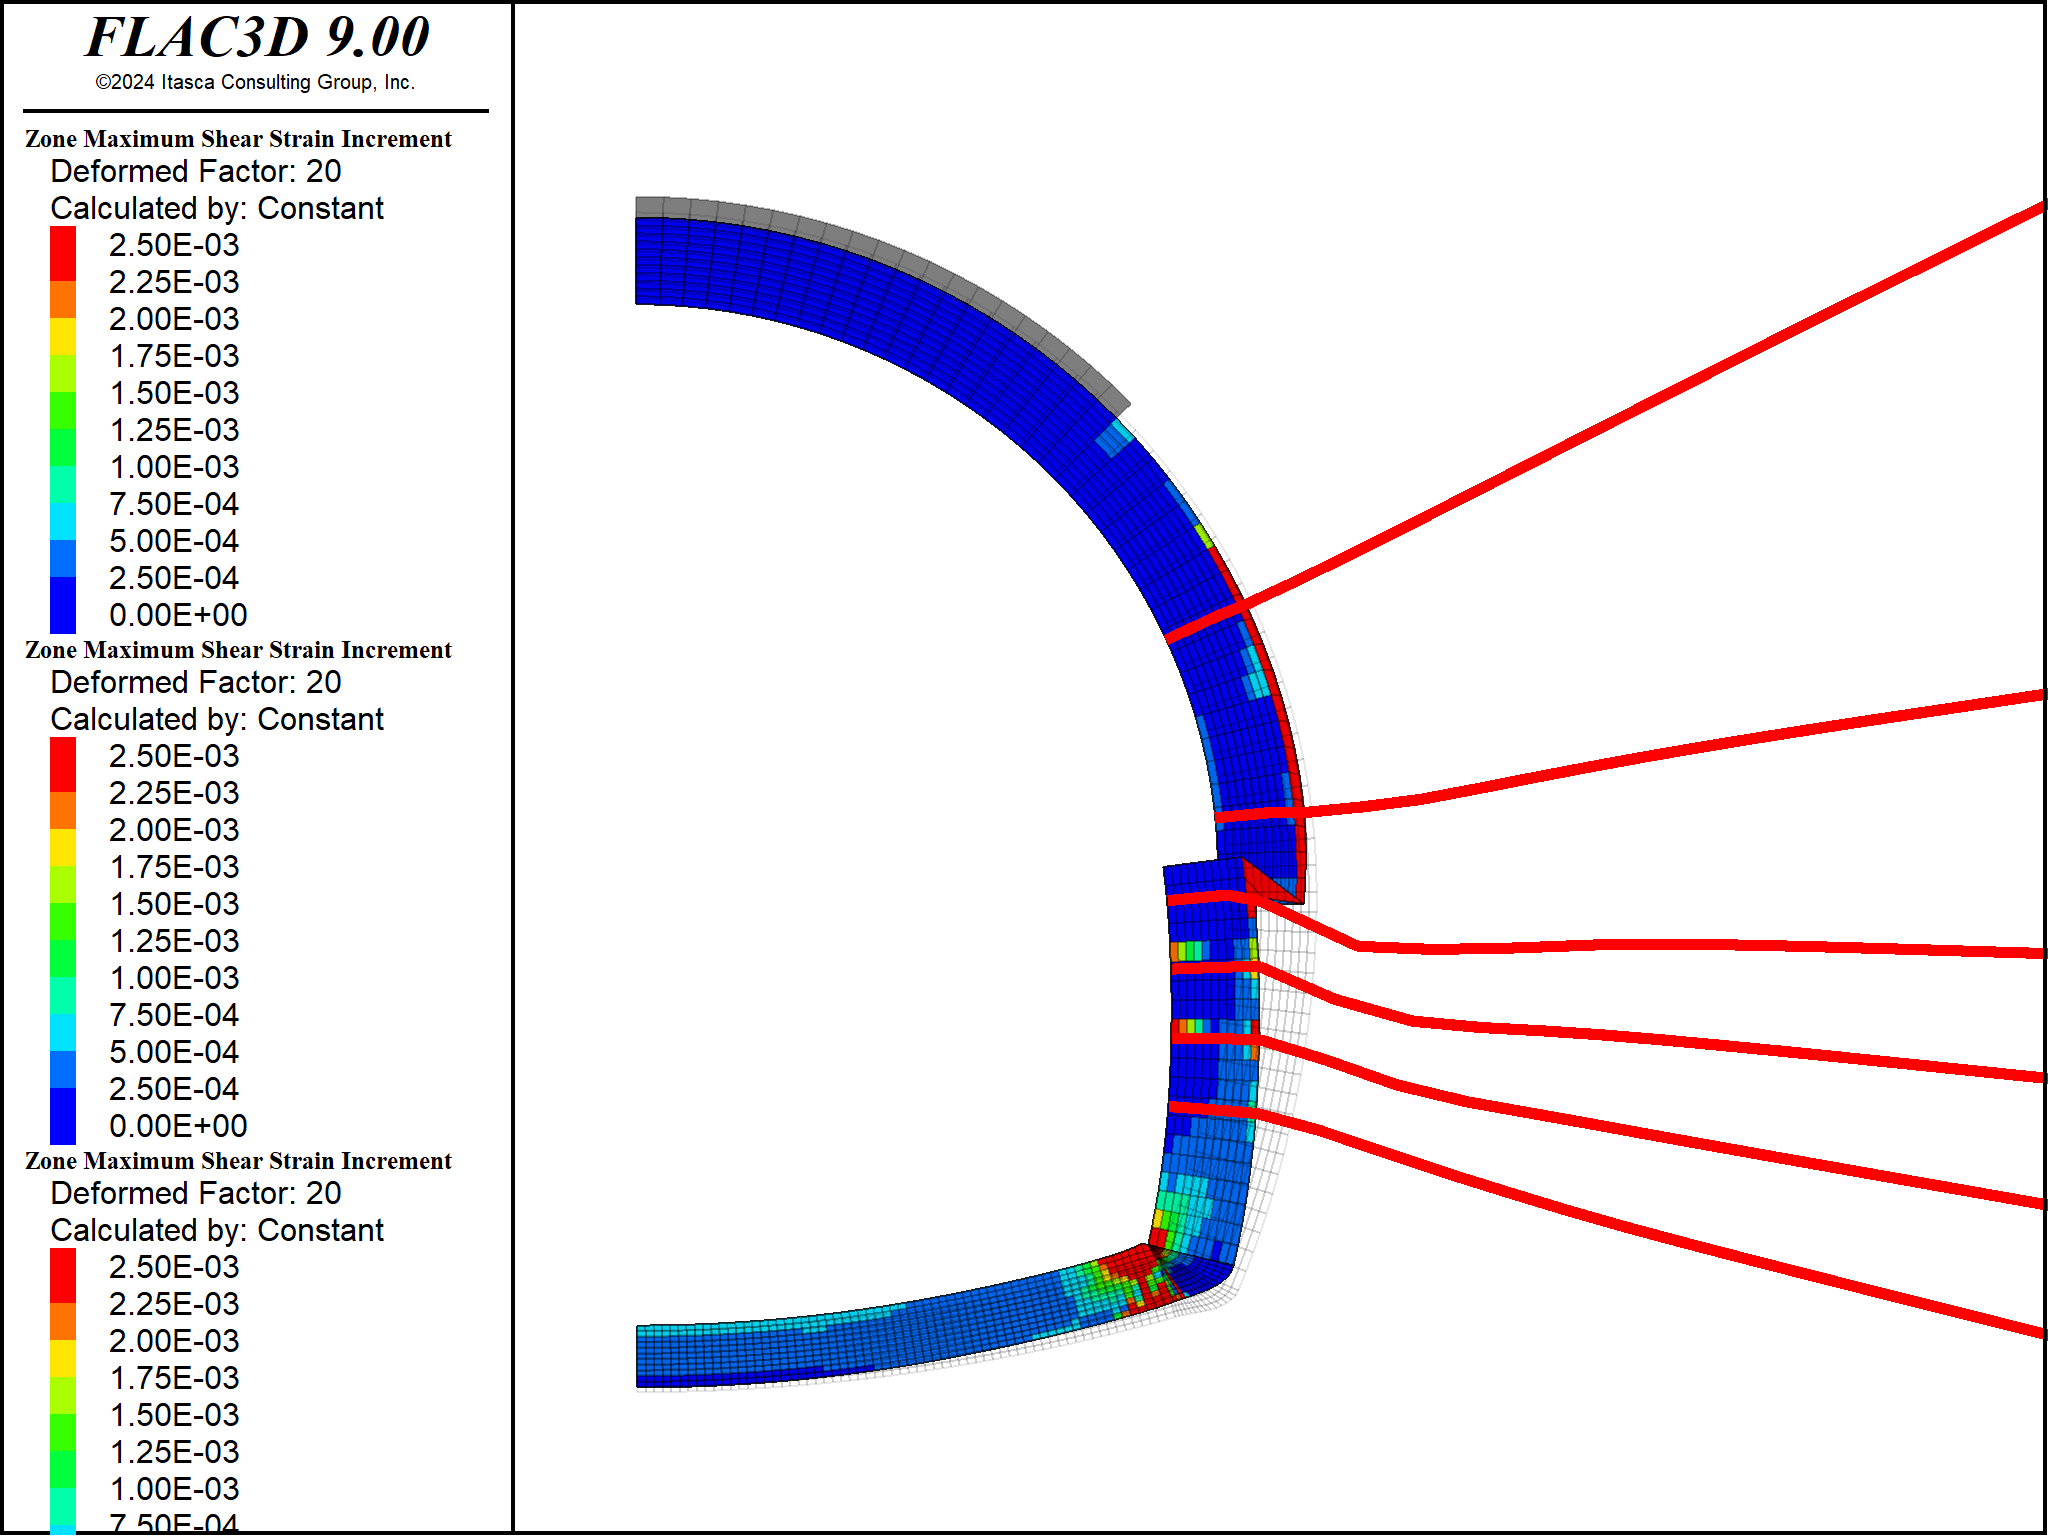 FLAC3D 9.00
©2024 Itasca Consulting Group, Inc.
Zone Maximum Shear Strain Increment
Deformed Factor: 20
Calculated by: Constant
2.50E-03
2.25E-03
2.00E-03
1.75E-03
1.50E-03
1.25E-03
1.00E-03
7.50E-04
5.00E-04
2.50E-04
0.00E+00
Zone Maximum Shear Strain Increment
Deformed Factor: 20
Calculated by: Constant
2.50E-03
2.25E-03
2.00E-03
1.75E-03
1.50E-03
1.25E-03
1.00E-03
7.50E-04
5.00E-04
2.50E-04
0.00E+00
Zone Maximum Shear Strain Increment
Deformed Factor: 20
Calculated by: Constant
2.50E-03
2.25E-03
2.00E-03
1.75E-03
1.50E-03
1.25E-03
1.00E-03
7.50E-04